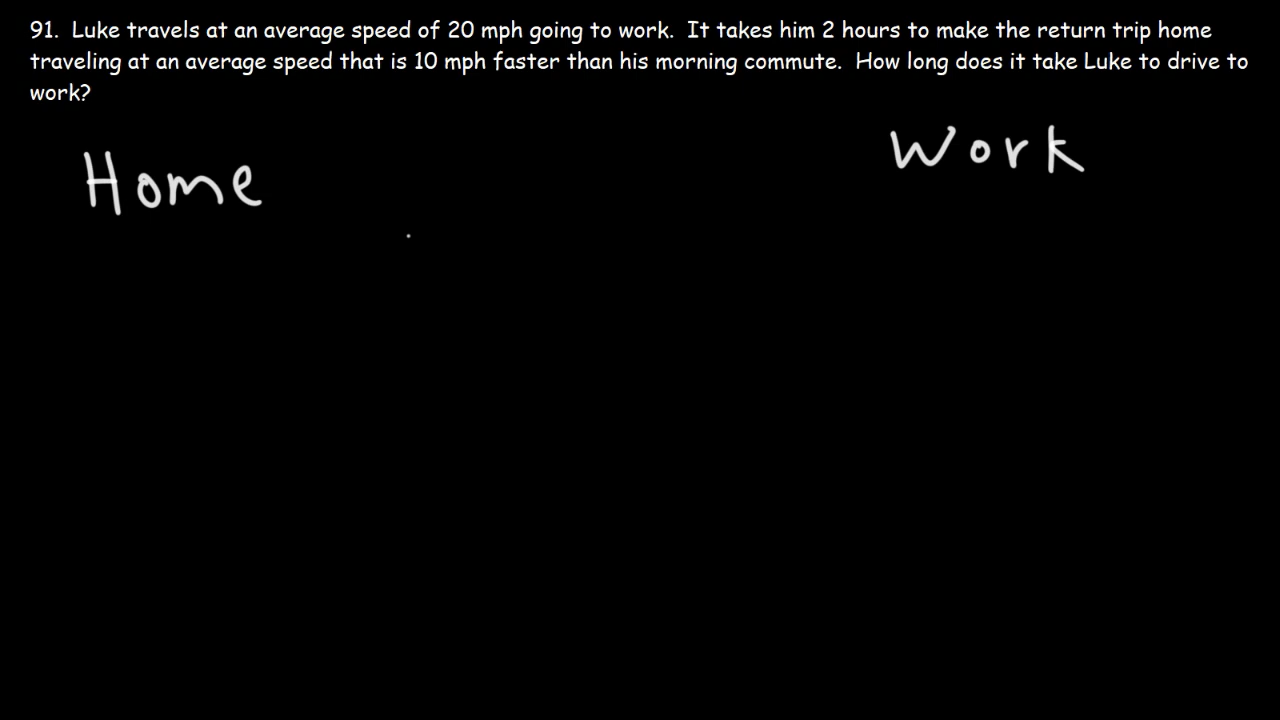 91. Luke travels at an average speed of 20 mph going to work. It takes him 2 hours to make the return trip home
traveling at an average speed that is 10 mph faster than his morning commute. How long does it take Luke to drive to
work?
Home
Work